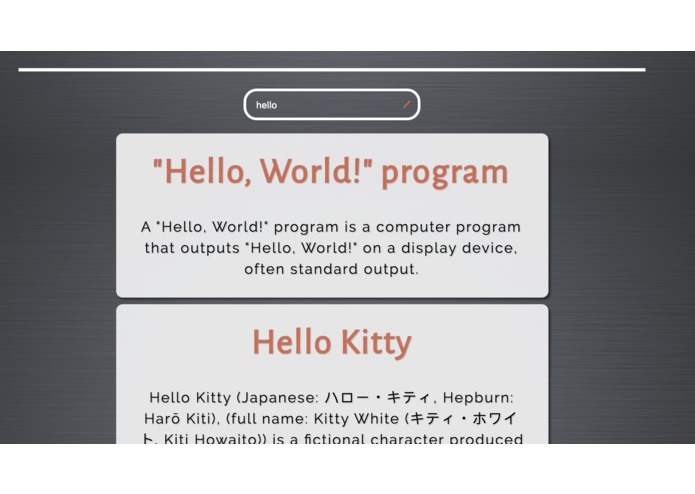 hello
"Hello, World!" program
A "Hello, World!" program is a computer program
that outputs "Hello, World!" on a display device,
often standard output.
Hello Kitty
Hello Kitty (Japanese: ハロー・キティ, Hepburn:
Harō Kiti), (full name: Kitty White (キティ・ホワイ
ト, Kiti Howaito)) is a fictional character produced